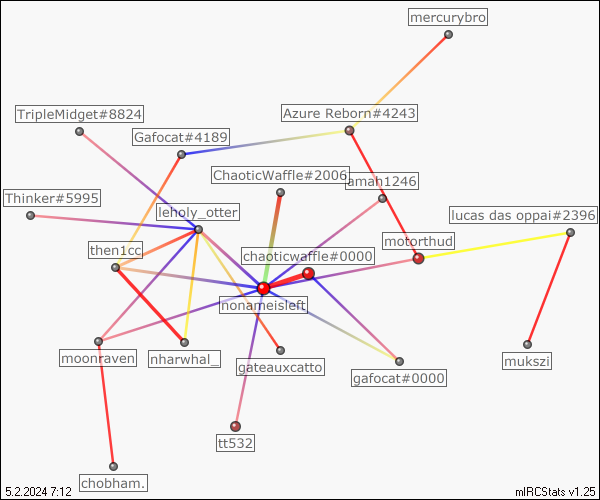 mercurybro
TripleMidget#8824
Azure Reborn#4243
Gafocat#4189
ChaoticWaffle#2006
amah1246
Thinker#5995
leholy_otter
lucas das oppai#2396
motorthud
then1cc
chaoticwaffle#0000
nonameisleft
moonraven
nharwhal_
gateauxcatto
mukszi
gafocat#0000
tt532
chobham.
5.2.2024 7:12
mIRCStats v1.25